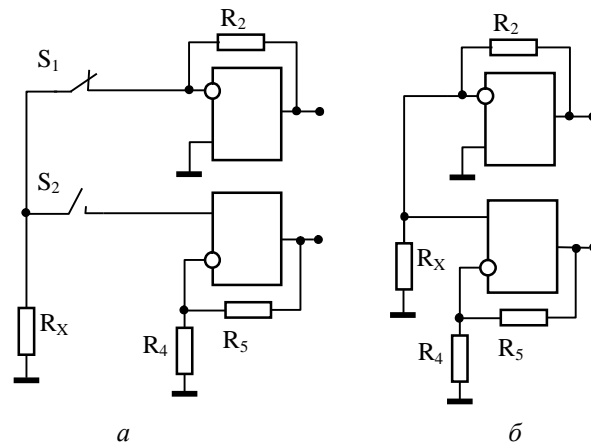 R₂
S₁
S₂
Rₓ
R₄
R₅
а
R₂
Rₓ
R₄
R₅
б